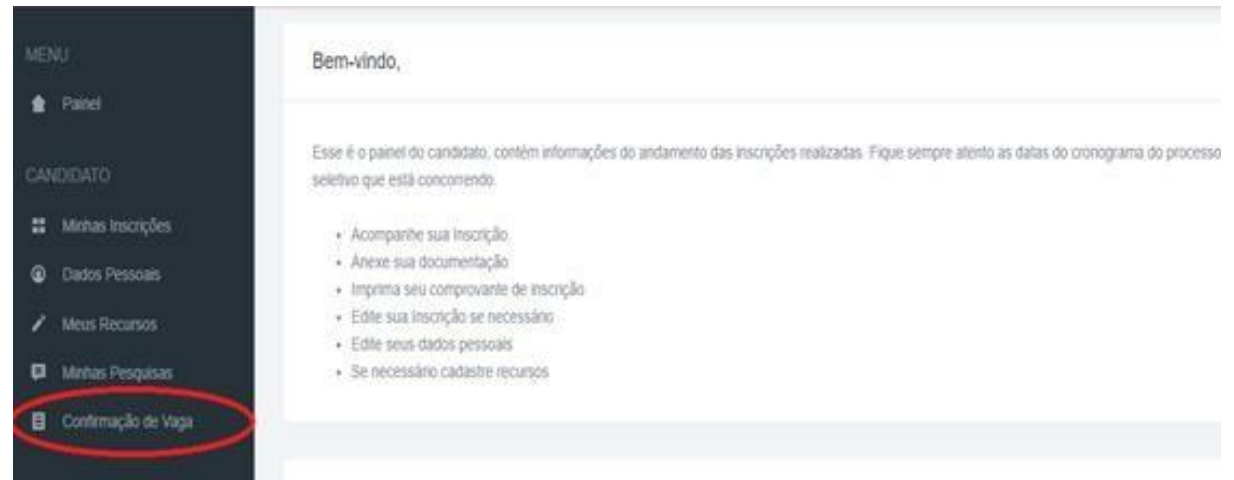 MENU
Painel
CANDIDATO
Minhas Inscrições
Dados Pessoais
Meus Recursos
Minhas Pesquisas
Confirmação de Vaga
Bem-vindo,
Esse é o painel do candidato, contém informações do andamento das inscrições realizadas. Fique sempre atento as datas do cronograma do processo
seletivo que está concorrendo.
• Acompanhe sua Inscrição
• Anexe sua documentação
• Imprima seu comprovante de inscrição
• Edite sua Inscrição se necessário
• Edite seus dados pessoais
• Se necessário cadastre recursos